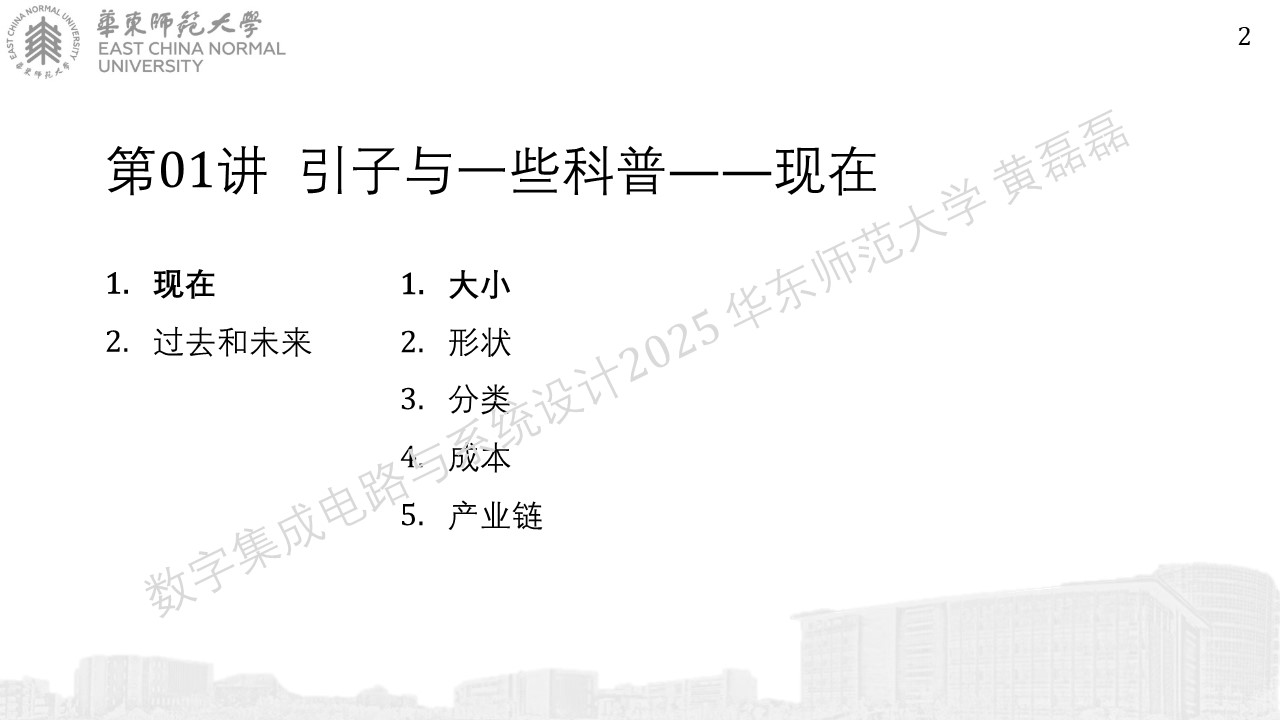 華東師範大學
EAST CHINA NORMAL
UNIVERSITY
EAST CHINA NORMAL UNIVERSITY
華東师范大学
2
第01讲 引子与一些科普——现在
1. 现在
2. 过去和未来
1. 大小
2. 形状
3. 分类
4. 成本
5. 产业链
数字集成电路与系统设计2025 华东师范大学 黄磊磊